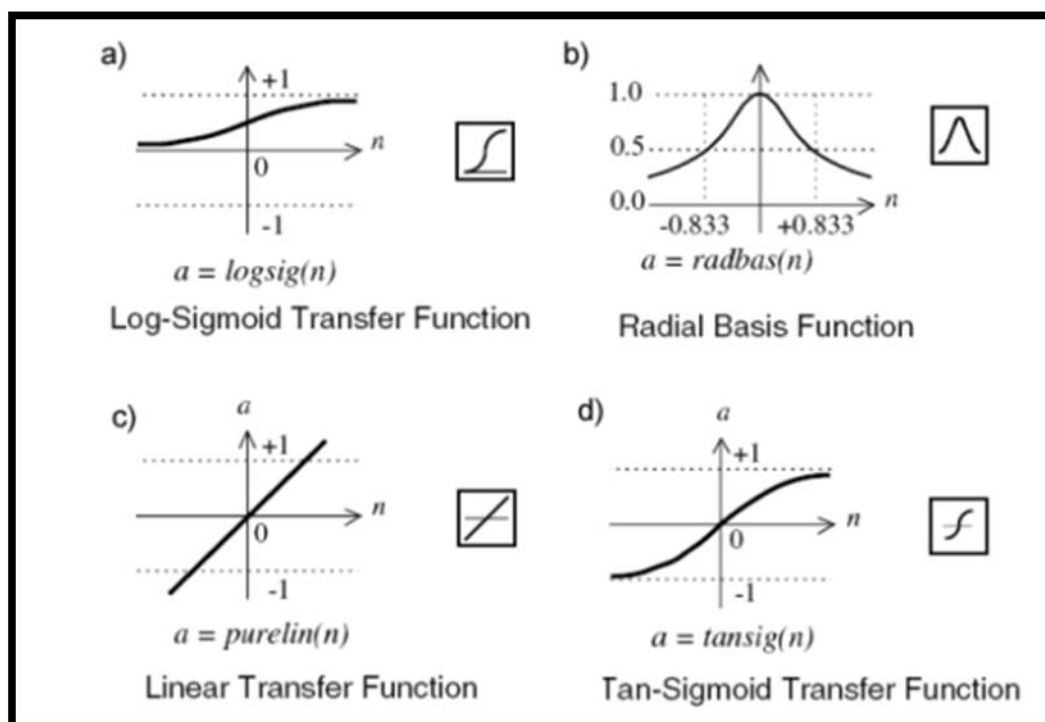 a)
+1
n
0
-1
a = logsig(n)
Log-Sigmoid Transfer Function
b)
1.0
0.5
0.0
n
-0.833 +0.833
a = radbas(n)
Radial Basis Function
c)
a
+1
n
0
-1
a = purelin(n)
Linear Transfer Function
d)
a
+1
n
0
-1
a = tansig(n)
Tan-Sigmoid Transfer Function